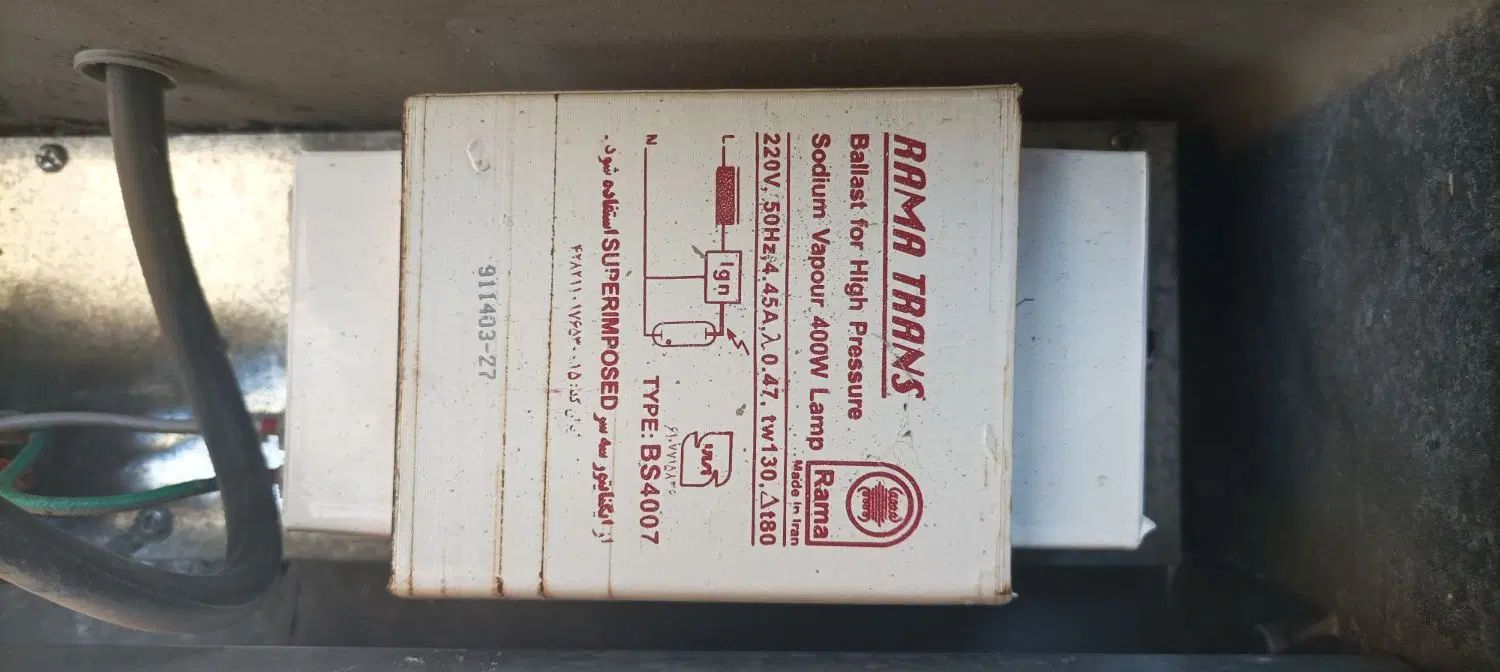 RAMA TRANS
Ballast for High Pressure
Sodium Vapour 400W Lamp
Rama
Made in Iran
220V, 50Hz, 4.45A, λ 0.47, tw130, Δt80
L
Ign
N
TYPE: BS4007
از ایگنایتور سه سر SUPERIMPOSED استفاده شود.
911403-27